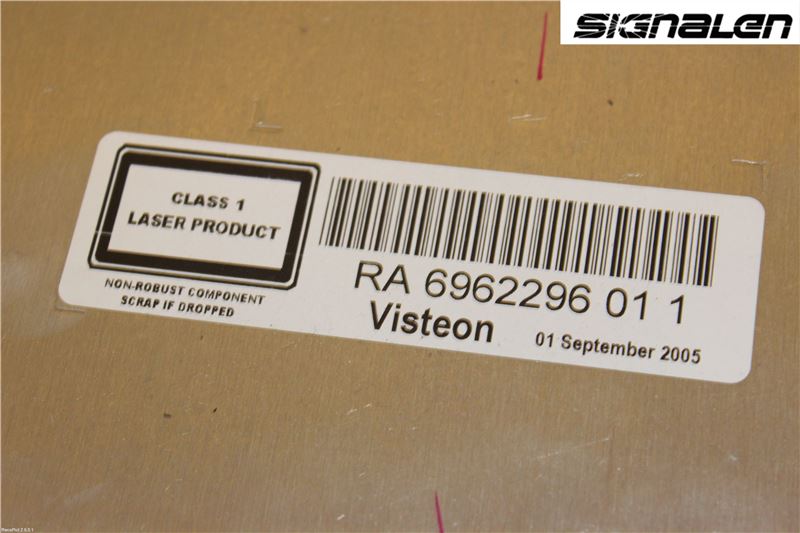 SIGNALEN
CLASS 1
LASER PRODUCT
NON-ROBUST COMPONENT
SCRAP IF DROPPED
RA 6962296 01 1
Visteon
01 September 2005